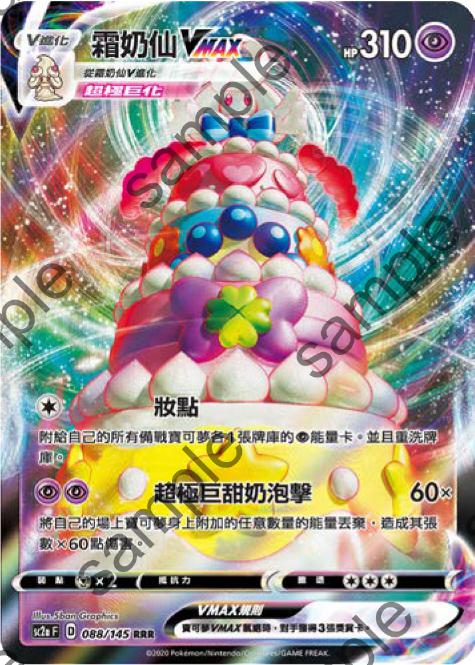 V進化
霜奶仙VMAX
HP310
從霜奶仙V進化
超極巨化
sample
sample
sample
sample
sample
sample
妝點
附給自己的所有備戰寶可夢各1張牌庫的能量卡。並且重洗牌
庫。
超極巨甜奶泡擊 60×
將自己的場上寶可夢身上附加的任意數量的能量丟棄,造成其張
數×60點傷害。
弱點 ×2 抵抗力 撤退
Illus. 5ban Graphics
VMAX規則
sc2a F D 088/145 RRR
寶可夢VMAX氣絕時,對手獲得3張獎賞卡。
©2020 Pokémon/Nintendo/Creatures/GAME FREAK.